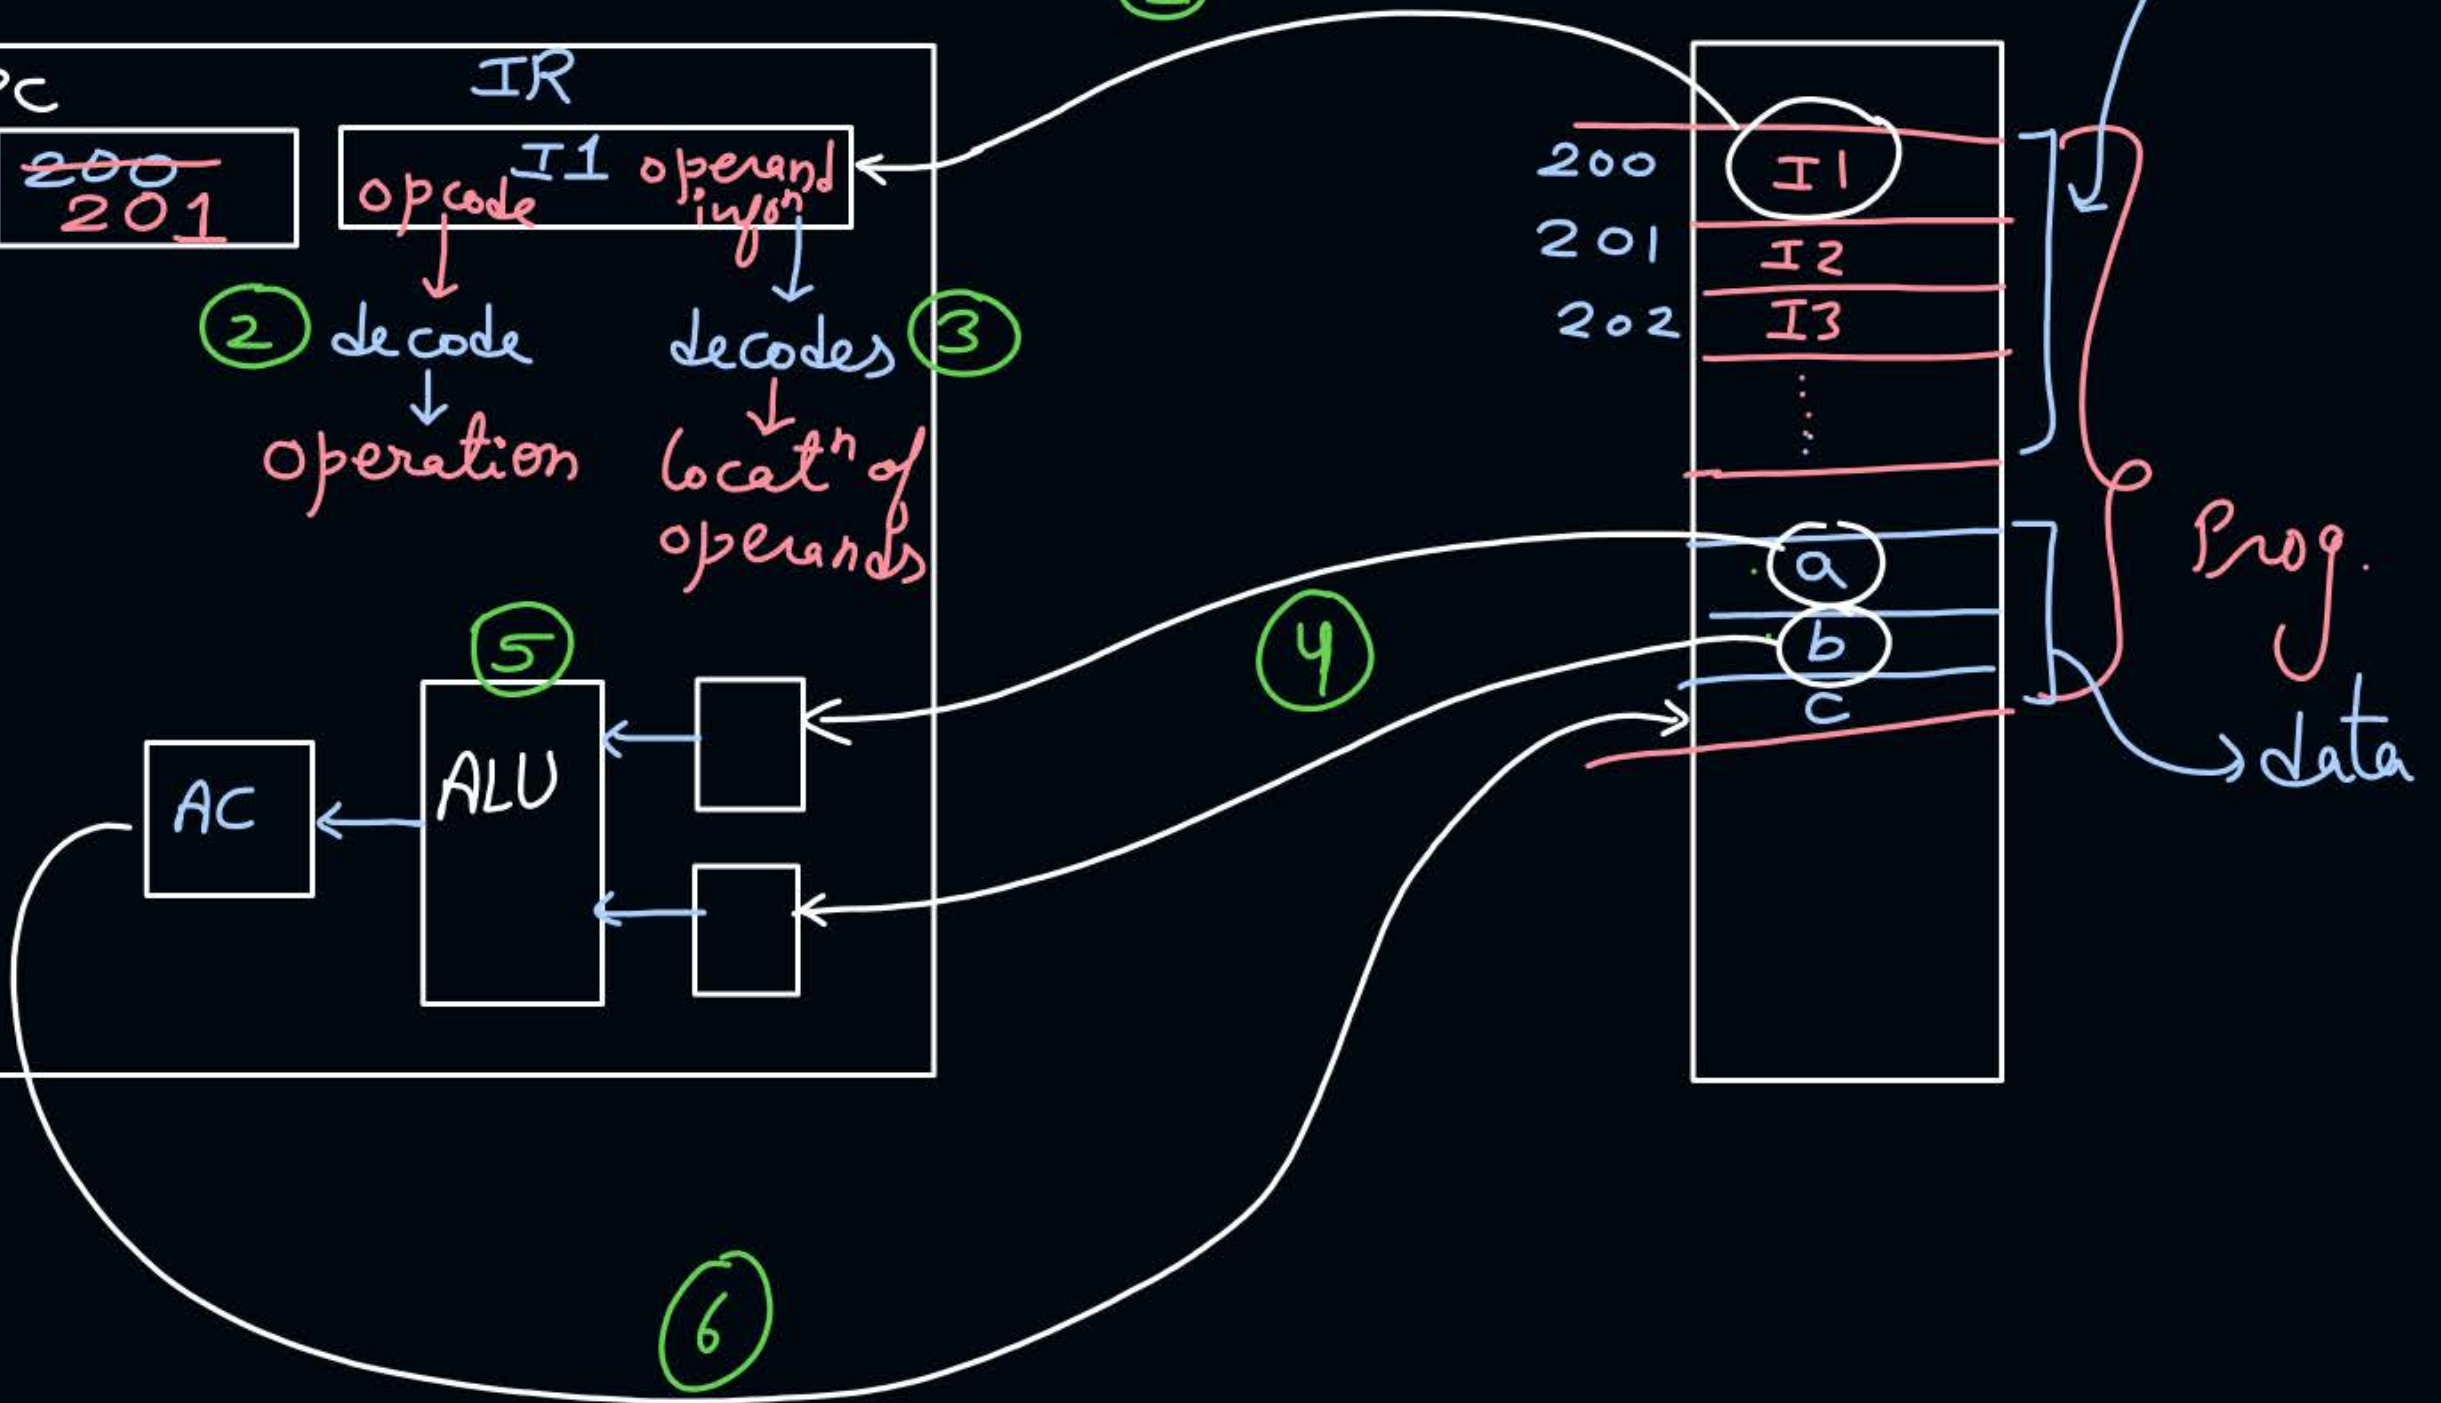 PC
IR
200
201
I1
opcode
operand
infoⁿ
2
decode
decodes
3
operation
locatⁿ of
operands
5
ALU
AC
4
6
200
I1
201
I2
202
I3
a
b
c
Prog.
data